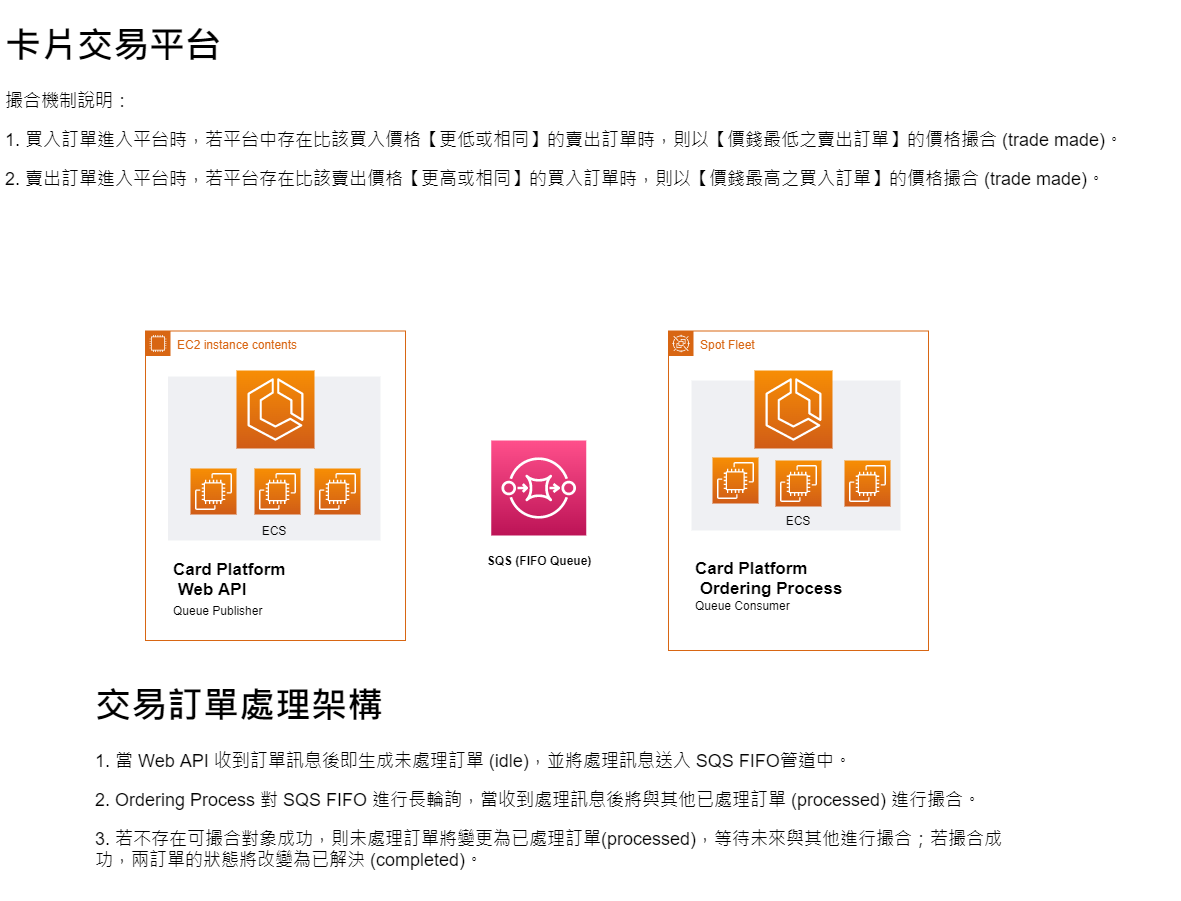 卡片交易平台
撮合機制說明：
1. 買入訂單進入平台時，若平台中存在比該買入價格【更低或相同】的賣出訂單時，則以【價錢最低之賣出訂單】的價格撮合 (trade made)。
2. 賣出訂單進入平台時，若平台存在比該賣出價格【更高或相同】的買入訂單時，則以【價錢最高之買入訂單】的價格撮合 (trade made)。
EC2 instance contents
ECS
Card Platform
Web API
Queue Publisher
SQS (FIFO Queue)
Spot Fleet
ECS
Card Platform
Ordering Process
Queue Consumer
交易訂單處理架構
1. 當 Web API 收到訂單訊息後即生成未處理訂單 (idle)，並將處理訊息送入 SQS FIFO管道中。
2. Ordering Process 對 SQS FIFO 進行長輪詢，當收到處理訊息後將與其他已處理訂單 (processed) 進行撮合。
3. 若不存在可撮合對象成功，則未處理訂單將變更為已處理訂單(processed)，等待未來與其他進行撮合；若撮合成
功，兩訂單的狀態將改變為已解決 (completed)。